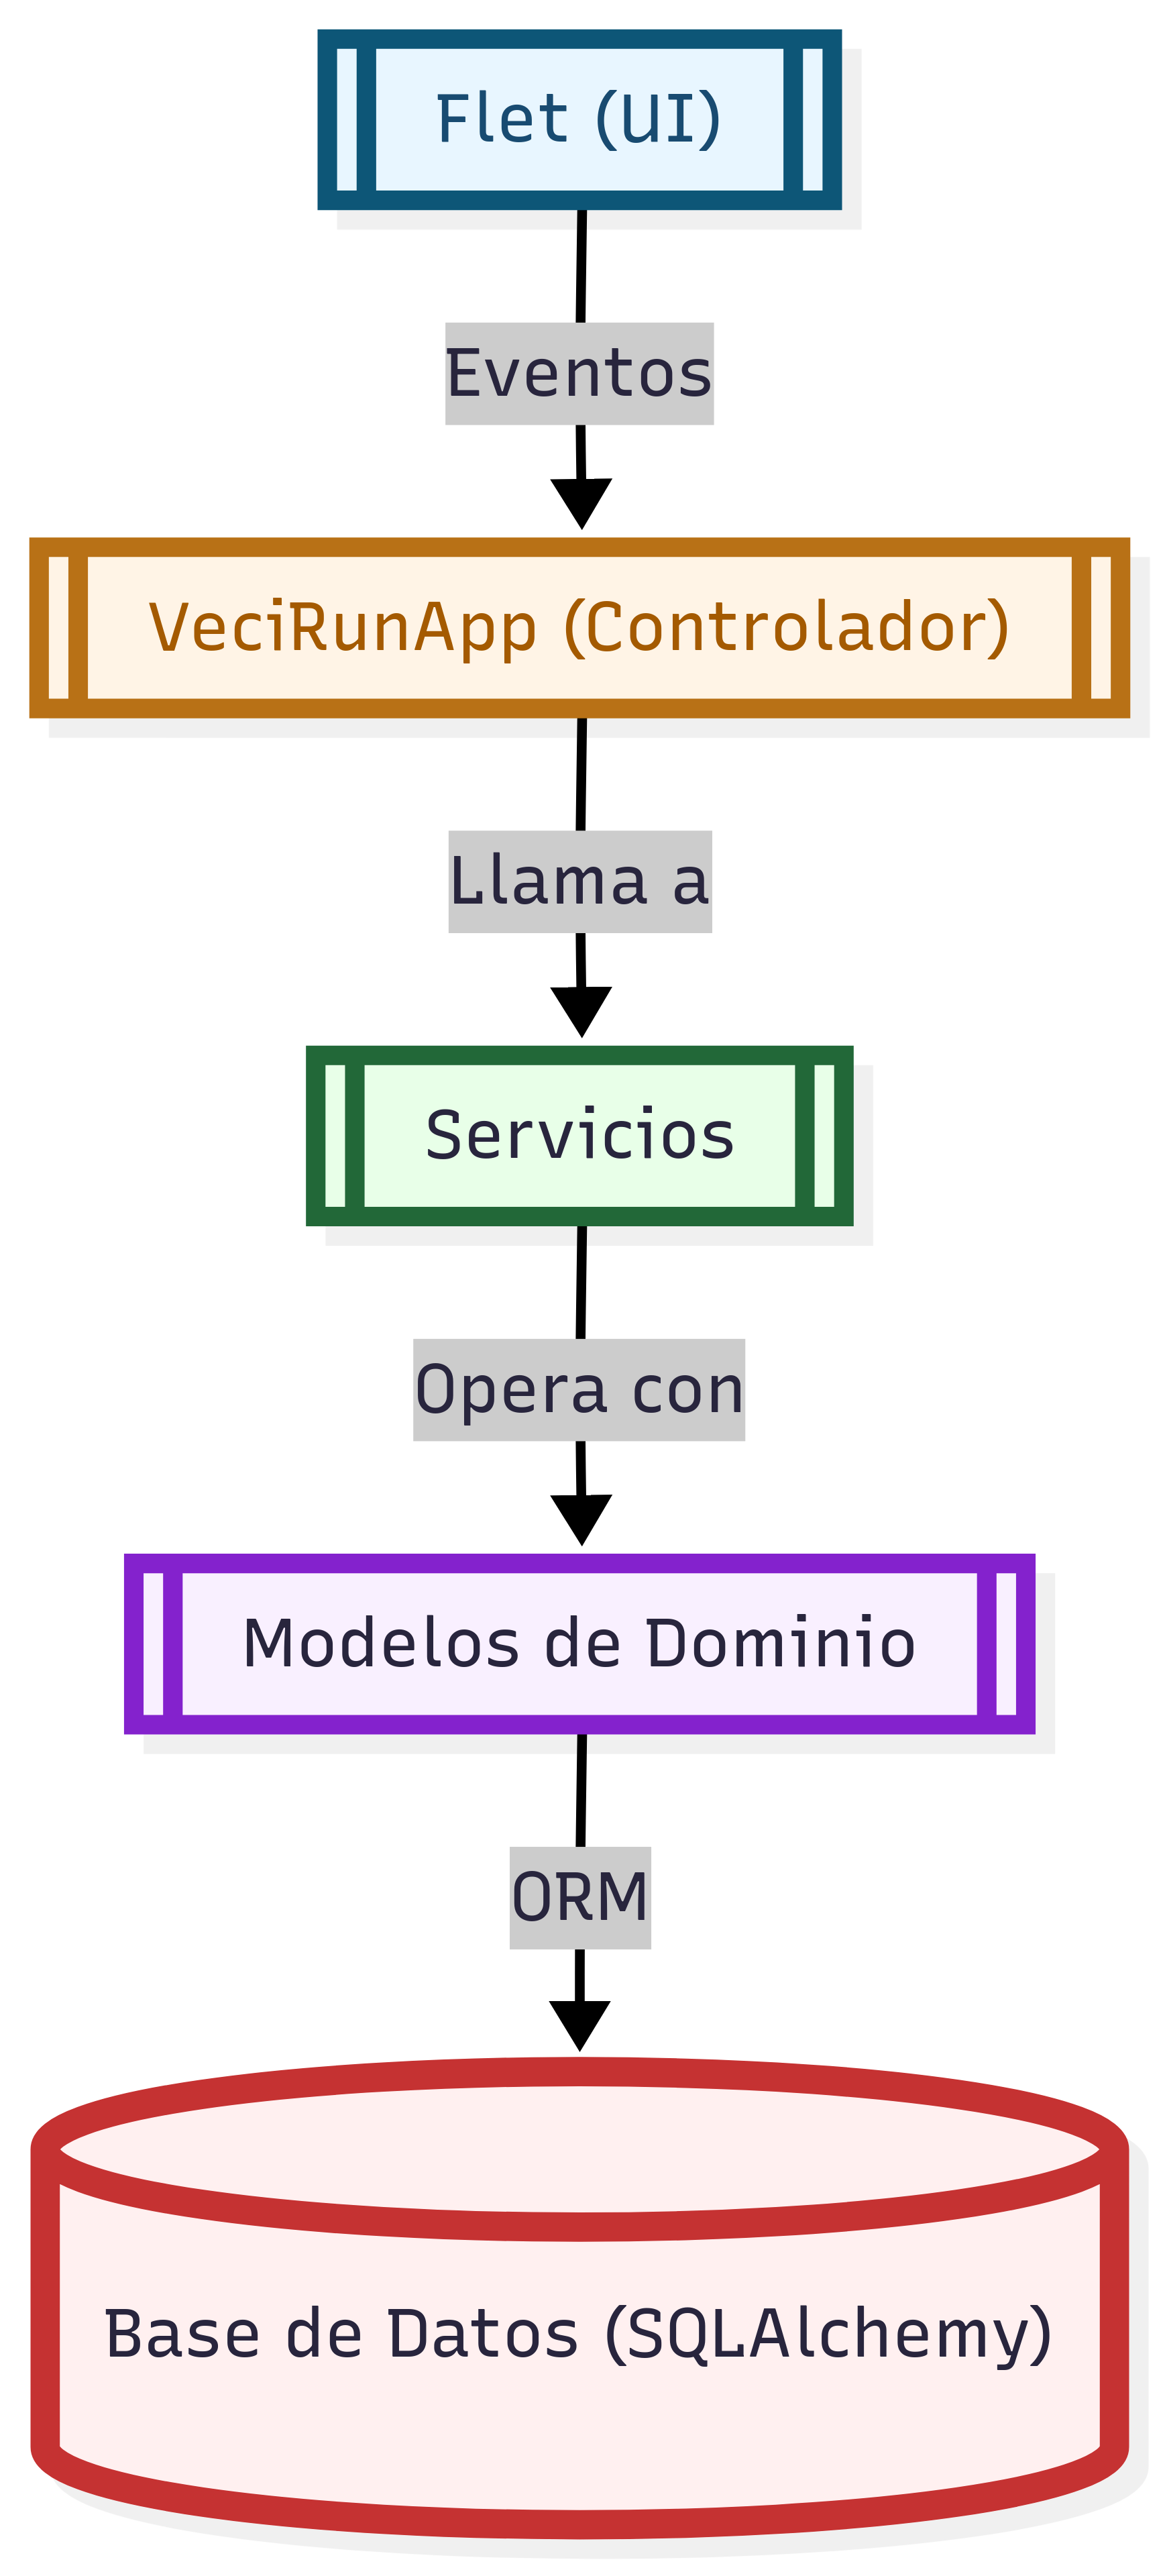 Flet (UI)
Eventos
VeciRunApp (Controlador)
Llama a
Servicios
Opera con
Modelos de Dominio
ORM
Base de Datos (SQLAlchemy)